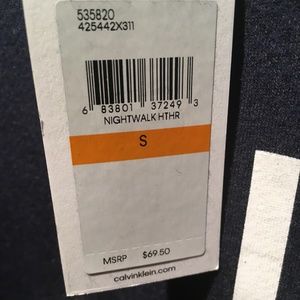 535820
425442X311
6 83801 37249 3
NIGHTWALK HTHR
S
MSRP $69.50
calvinklein.com